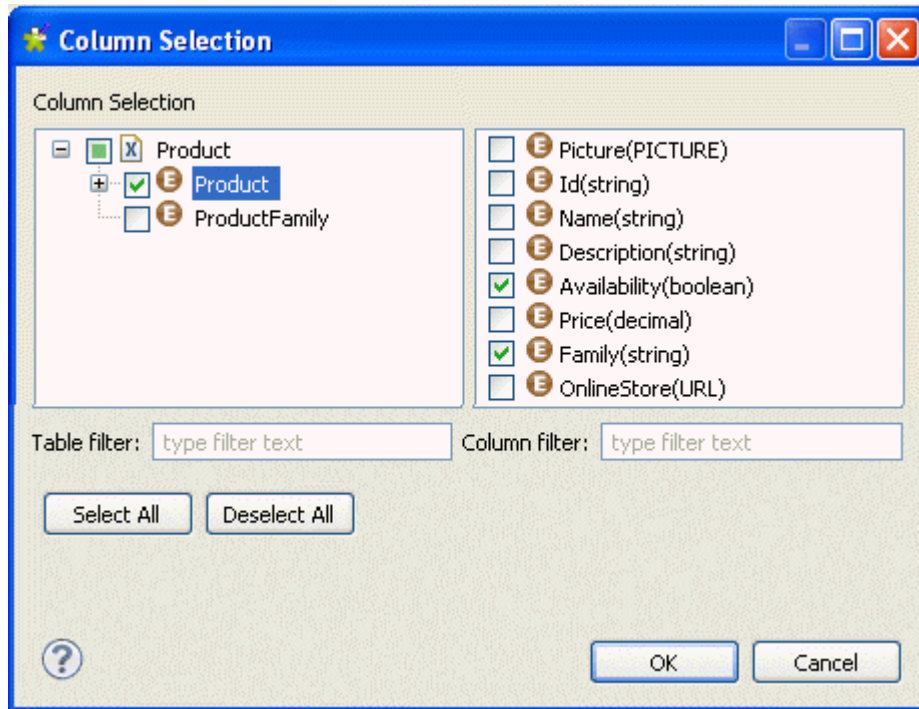 Column Selection
Column Selection
Product
Product
ProductFamily
Picture(PICTURE)
Id(string)
Name(string)
Description(string)
Availability(boolean)
Price(decimal)
Family(string)
OnlineStore(URL)
Table filter: type filter text Column filter: type filter text
Select All Deselect All
OK Cancel